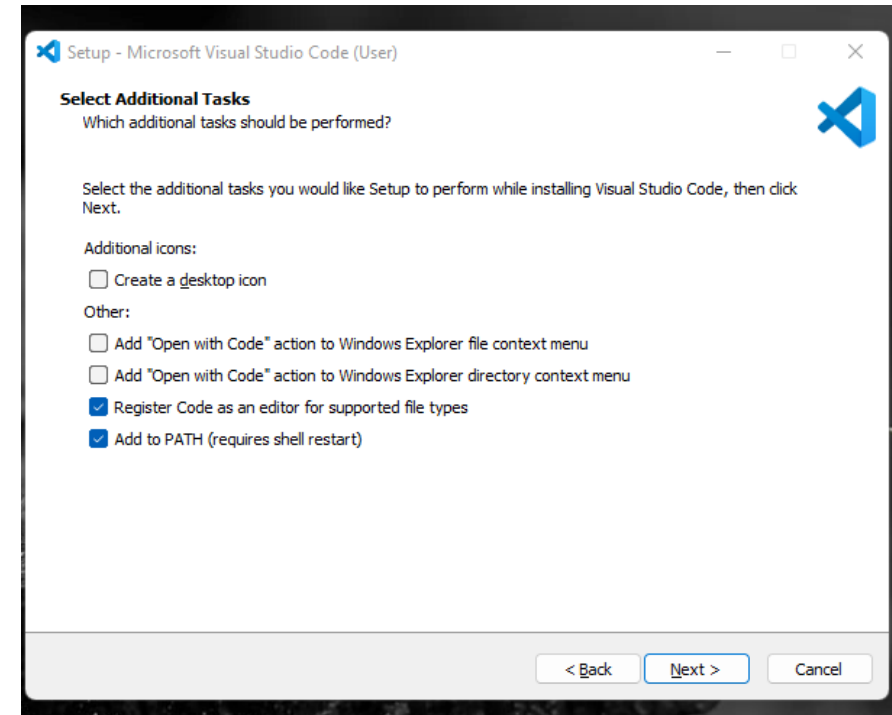 Setup - Microsoft Visual Studio Code (User)
Select Additional Tasks
Which additional tasks should be performed?
Select the additional tasks you would like Setup to perform while installing Visual Studio Code, then click
Next.
Additional icons:
Create a desktop icon
Other:
Add "Open with Code" action to Windows Explorer file context menu
Add "Open with Code" action to Windows Explorer directory context menu
Register Code as an editor for supported file types
Add to PATH (requires shell restart)
< Back Next > Cancel